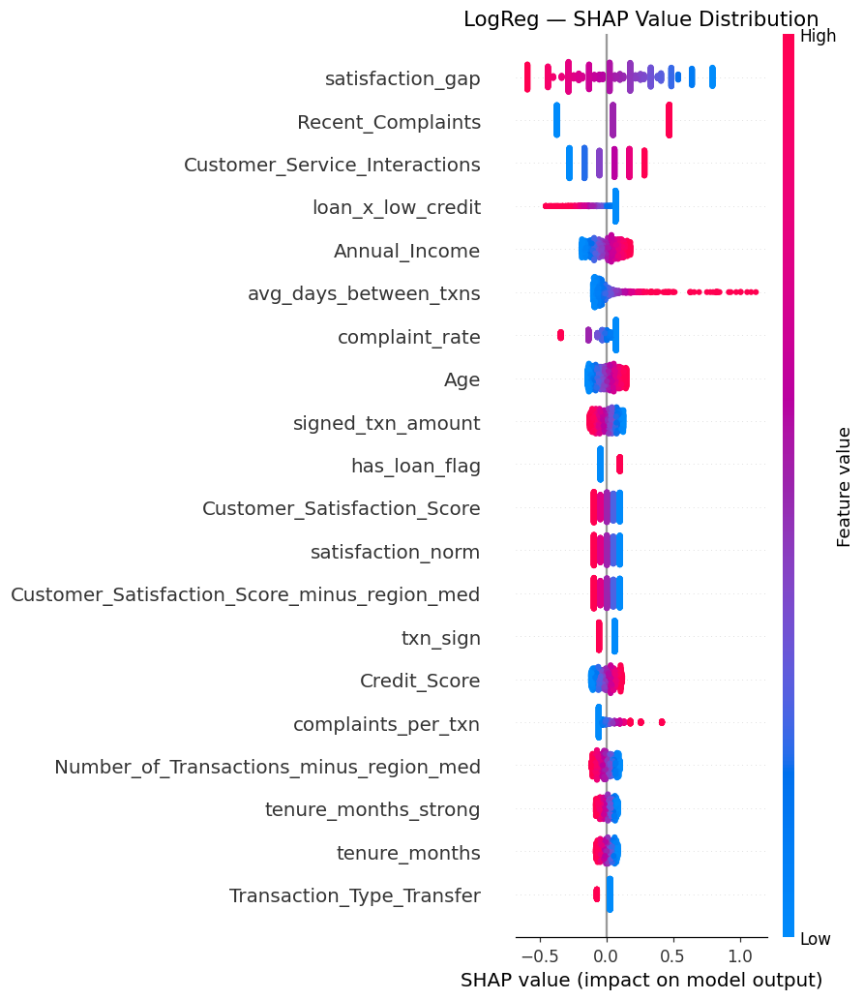 LogReg — SHAP Value Distribution
High
satisfaction_gap
Recent_Complaints
Customer_Service_Interactions
loan_x_low_credit
Annual_Income
avg_days_between_txns
complaint_rate
Age
signed_txn_amount
has_loan_flag
Customer_Satisfaction_Score
satisfaction_norm
Customer_Satisfaction_Score_minus_region_med
txn_sign
Credit_Score
complaints_per_txn
Number_of_Transactions_minus_region_med
tenure_months_strong
tenure_months
Transaction_Type_Transfer
Feature value
Low
−0.5 0.0 0.5 1.0
SHAP value (impact on model output)